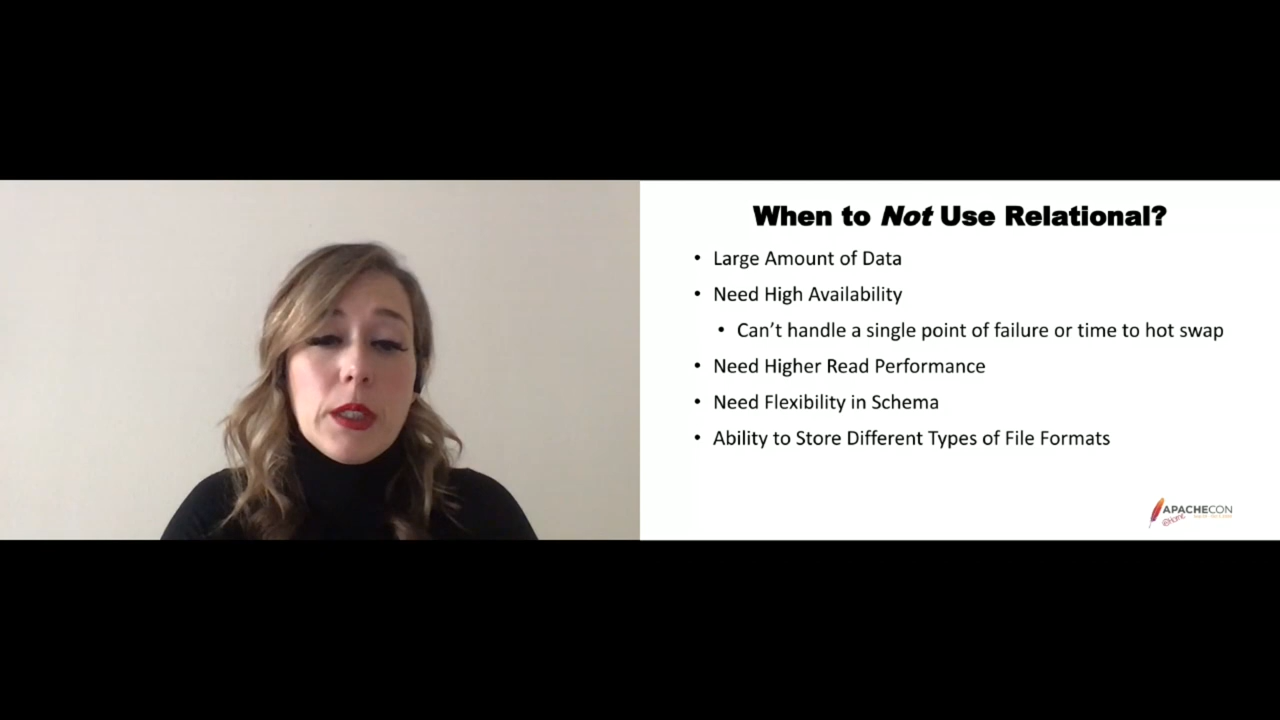 When to Not Use Relational?
• Large Amount of Data
• Need High Availability
• Can't handle a single point of failure or time to hot swap
• Need Higher Read Performance
• Need Flexibility in Schema
• Ability to Store Different Types of File Formats
APACHECON
@Home